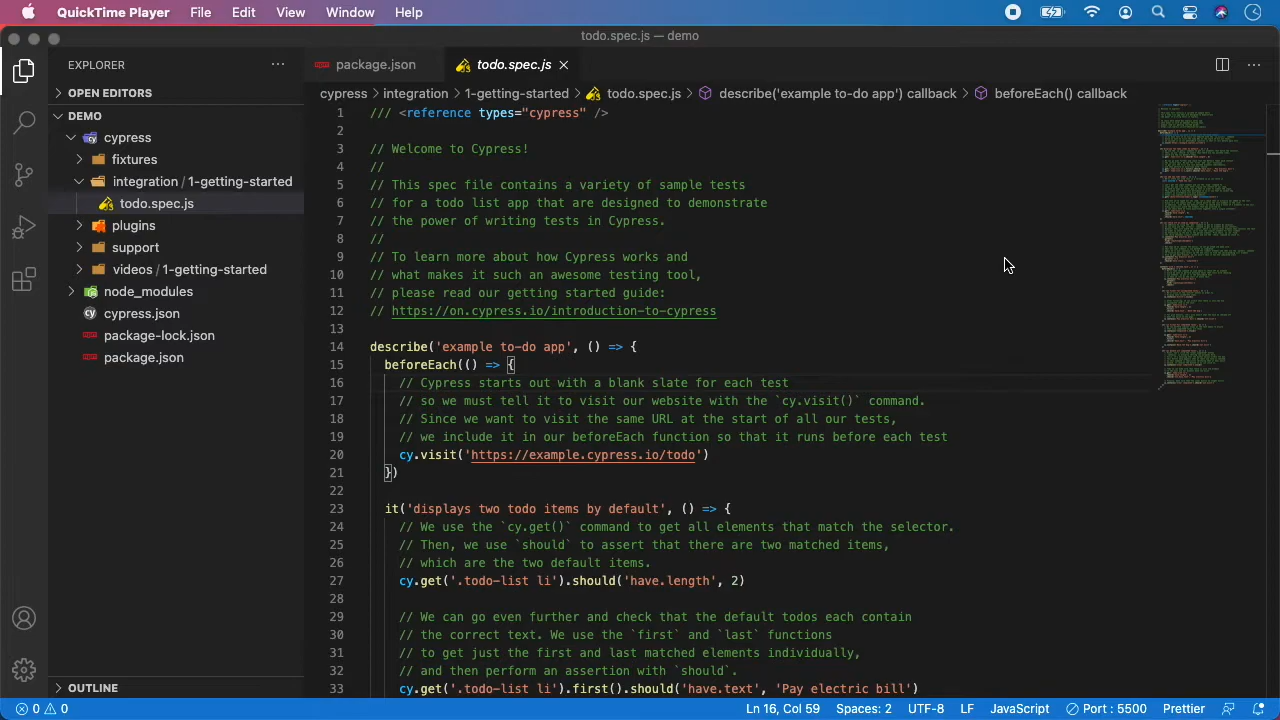 QuickTime Player File Edit View Window Help
todo.spec.js — demo
EXPLORER
OPEN EDITORS
DEMO
cypress
fixtures
integration / 1-getting-started
todo.spec.js
plugins
support
videos / 1-getting-started
node_modules
cypress.json
package-lock.json
package.json
OUTLINE
package.json todo.spec.js
cypress > integration > 1-getting-started > todo.spec.js > describe('example to-do app') callback > beforeEach() callback
1 /// <reference types="cypress" />
2
3 // Welcome to Cypress!
4 //
5 // This spec file contains a variety of sample tests
6 // for a todo list app that are designed to demonstrate
7 // the power of writing tests in Cypress.
8 //
9 // To learn more about how Cypress works and
10 // what makes it such an awesome testing tool,
11 // please read our getting started guide:
12 // https://on.cypress.io/introduction-to-cypress
13
14 describe('example to-do app', () => {
15 beforeEach(() => {
16 // Cypress starts out with a blank slate for each test
17 // so we must tell it to visit our website with the `cy.visit()` command.
18 // Since we want to visit the same URL at the start of all our tests,
19 // we include it in our beforeEach function so that it runs before each test
20 cy.visit('https://example.cypress.io/todo')
21 })
22
23 it('displays two todo items by default', () => {
24 // We use the `cy.get()` command to get all elements that match the selector.
25 // Then, we use `should` to assert that there are two matched items,
26 // which are the two default items.
27 cy.get('.todo-list li').should('have.length', 2)
28
29 // We can go even further and check that the default todos each contain
30 // the correct text. We use the `first` and `last` functions
31 // to get just the first and last matched elements individually,
32 // and then perform an assertion with `should`.
33 cy.get('.todo-list li').first().should('have.text', 'Pay electric bill')
0 0 Ln 16, Col 59 Spaces: 2 UTF-8 LF JavaScript Port : 5500 Prettier